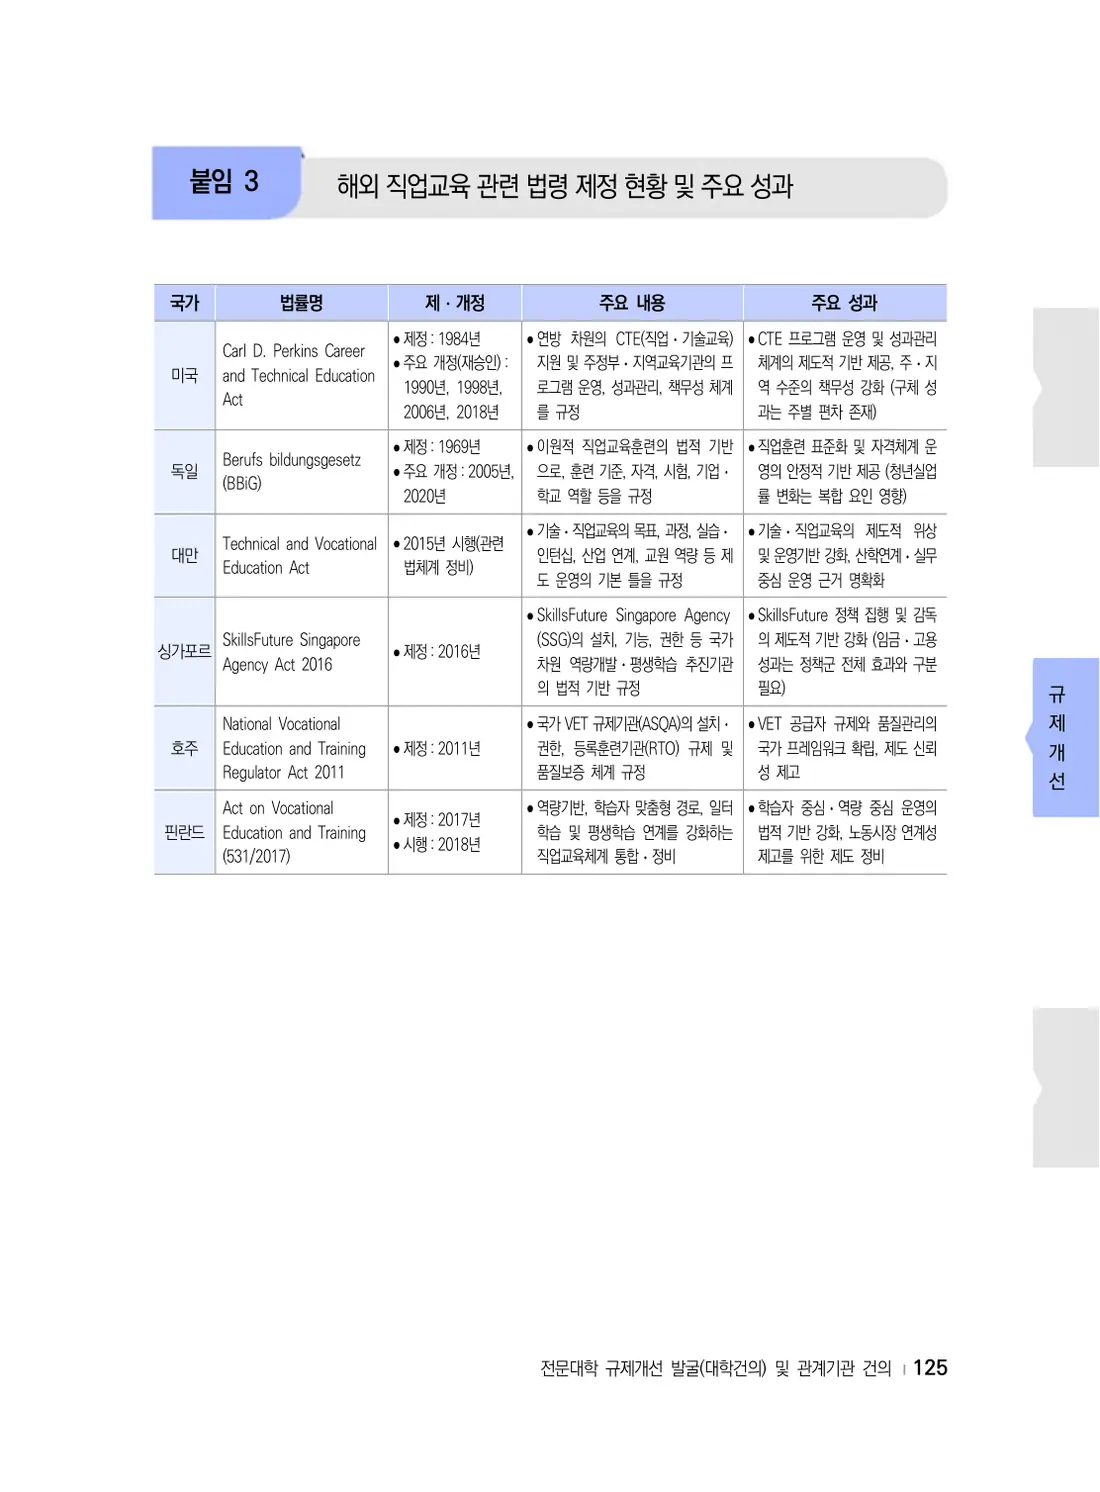 붙임 3
해외 직업교육 관련 법령 제정 현황 및 주요 성과
국가 법률명 제·개정 주요 내용 주요 성과
미국
Carl D. Perkins Career
and Technical Education
Act
●제정 : 1984년
●주요 개정(재승인) :
1990년, 1998년,
2006년, 2018년
●연방 차원의 CTE(직업·기술교육)
지원 및 주정부·지역교육기관의 프
로그램 운영, 성과관리, 책무성 체계
를 규정
●CTE 프로그램 운영 및 성과관리
체계의 제도적 기반 제공, 주·지
역 수준의 책무성 강화 (구체 성
과는 주별 편차 존재)
독일
Berufs bildungsgesetz
(BBiG)
●제정 : 1969년
●주요 개정 : 2005년,
2020년
●이원적 직업교육훈련의 법적 기반
으로, 훈련 기준, 자격, 시험, 기업·
학교 역할 등을 규정
●직업훈련 표준화 및 자격체계 운
영의 안정적 기반 제공 (청년실업
률 변화는 복합 요인 영향)
대만
Technical and Vocational
Education Act
●2015년 시행(관련
법체계 정비)
●기술·직업교육의 목표, 과정, 실습·
인턴십, 산업 연계, 교원 역량 등 제
도 운영의 기본 틀을 규정
●기술·직업교육의 제도적 위상
및 운영기반 강화, 산학연계·실무
중심 운영 근거 명확화
싱가포르
SkillsFuture Singapore
Agency Act 2016
●제정 : 2016년
●SkillsFuture Singapore Agency
(SSG)의 설치, 기능, 권한 등 국가
차원 역량개발·평생학습 추진기관
의 법적 기반 규정
●SkillsFuture 정책 집행 및 감독
의 제도적 기반 강화 (임금·고용
성과는 정책군 전체 효과와 구분
필요)
호주
National Vocational
Education and Training
Regulator Act 2011
●제정 : 2011년
●국가 VET 규제기관(ASQA)의 설치·
권한, 등록훈련기관(RTO) 규제 및
품질보증 체계 규정
●VET 공급자 규제와 품질관리의
국가 프레임워크 확립, 제도 신뢰
성 제고
핀란드
Act on Vocational
Education and Training
(531/2017)
●제정 : 2017년
●시행 : 2018년
●역량기반, 학습자 맞춤형 경로, 일터
학습 및 평생학습 연계를 강화하는
직업교육체계 통합·정비
●학습자 중심·역량 중심 운영의
법적 기반 강화, 노동시장 연계성
제고를 위한 제도 정비
규
제
개
선
전문대학 규제개선 발굴(대학건의) 및 관계기관 건의 | 125